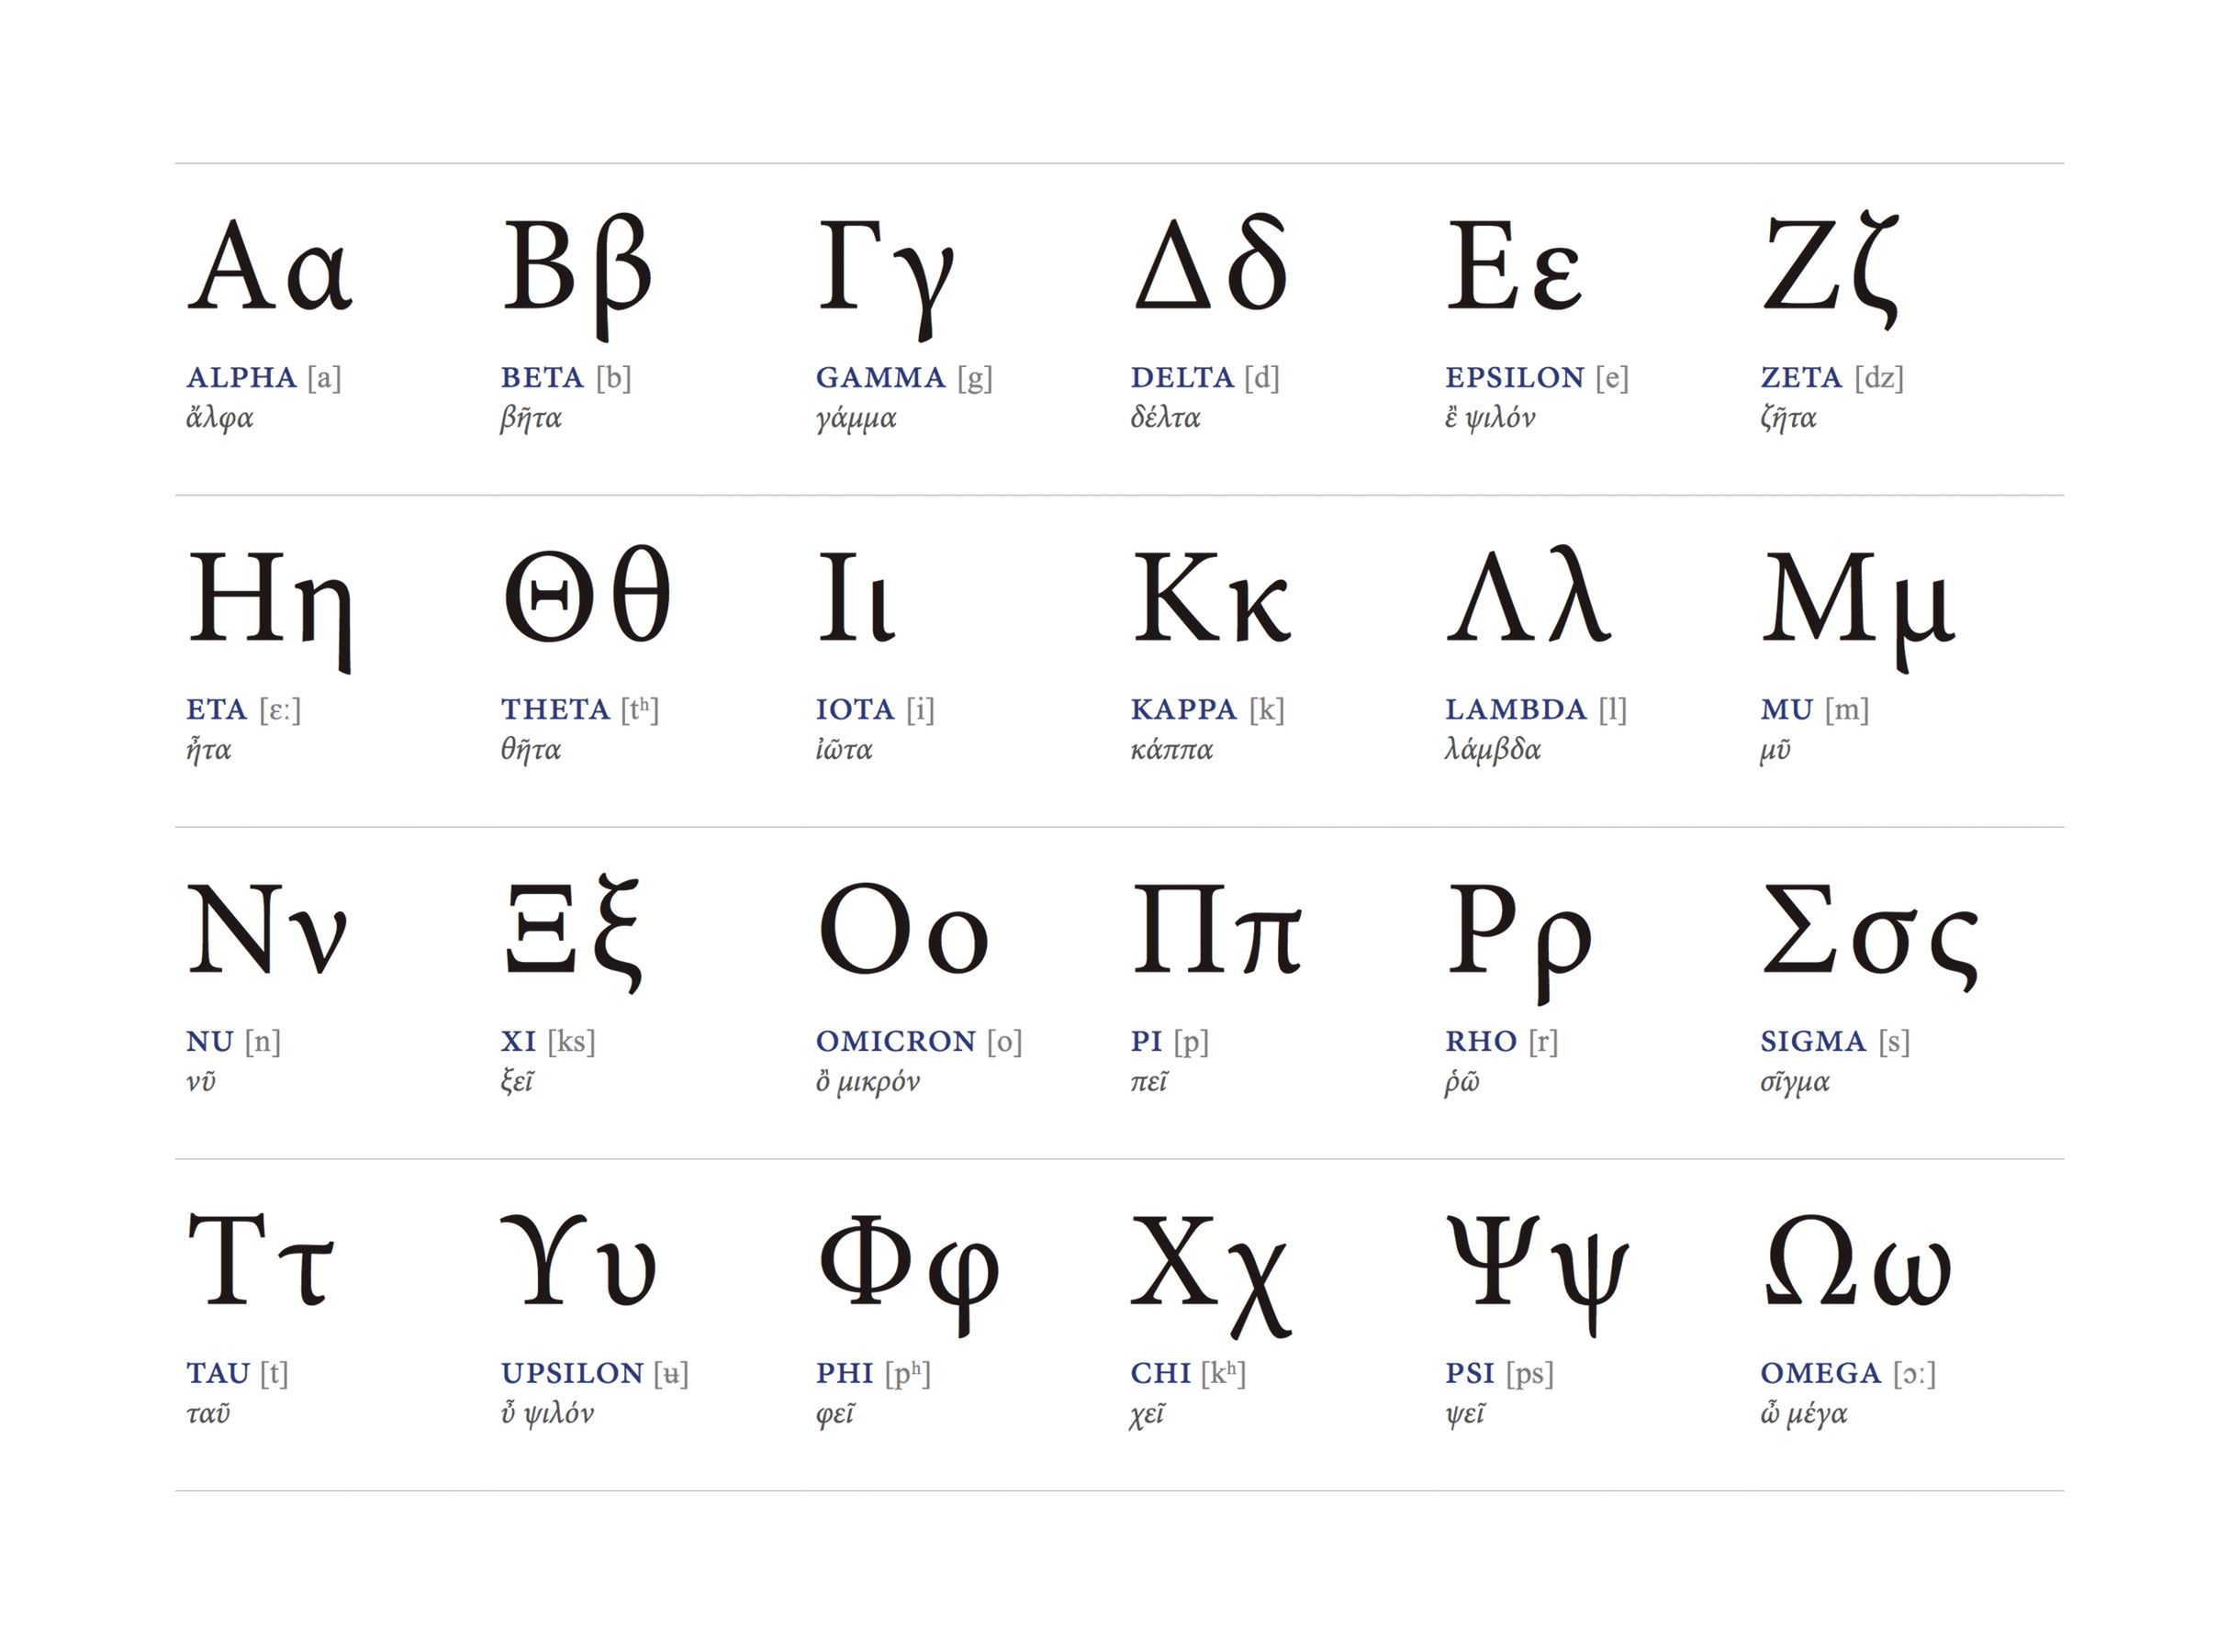 Αα Ββ Γγ Δδ Εε Ζζ
ALPHA [a] BETA [b] GAMMA [g] DELTA [d] EPSILON [e] ZETA [dz]
ἄλφα βῆτα γάμμα δέλτα ἒ ψιλόν ζῆτα
Ηη Θθ Ιι Κκ Λλ Μμ
ETA [ɛː] THETA [tʰ] IOTA [i] KAPPA [k] LAMBDA [l] MU [m]
ἦτα θῆτα ἰῶτα κάππα λάμβδα μῦ
Νν Ξξ Οο Ππ Ρρ Σσς
NU [n] XI [ks] OMICRON [o] PI [p] RHO [r] SIGMA [s]
νῦ ξεῖ ὂ μικρόν πεῖ ῥῶ σῖγμα
Ττ ϒυ Φφ Χχ Ψψ Ωω
TAU [t] UPSILON [ʉ] PHI [pʰ] CHI [kʰ] PSI [ps] OMEGA [ɔː]
ταῦ ὖ ψιλόν φεῖ χεῖ ψεῖ ὦ μέγα